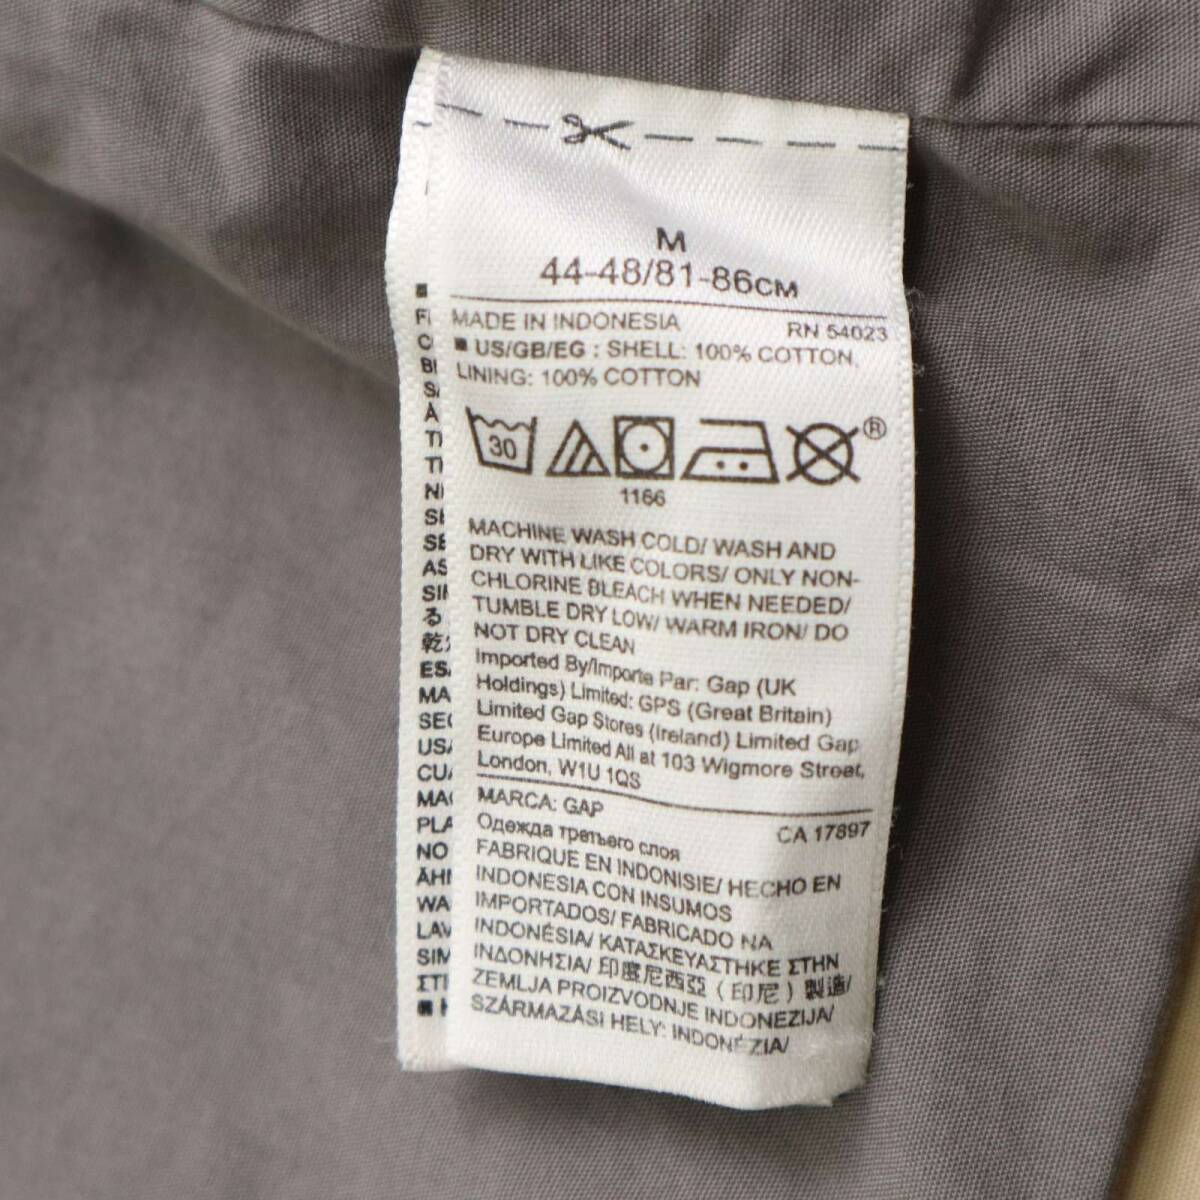 M
44-48/81-86CM
MADE IN INDONESIA RN 54023
■ US/GB/EG : SHELL: 100% COTTON,
LINING: 100% COTTON
30
®
1166
MACHINE WASH COLD/ WASH AND
DRY WITH LIKE COLORS/ ONLY NON-
CHLORINE BLEACH WHEN NEEDED/
TUMBLE DRY LOW/ WARM IRON/ DO
NOT DRY CLEAN
Imported By/Importe Par: Gap (UK
Holdings) Limited: GPS (Great Britain)
Limited Gap Stores (Ireland) Limited Gap
Europe Limited All at 103 Wigmore Street,
London, W1U 1QS
MARCA: GAP CA 17897
Одежда третьего слоя
FABRIQUE EN INDONISIE/ HECHO EN
INDONESIA CON INSUMOS
IMPORTADOS/ FABRICADO NA
INDONÉSIA/ ΚΑΤΑΣΚΕΥΑΣΤΗΚΕ ΣΤΗΝ
ΙΝΔΟΝΗΣΙΑ/ 印度尼西亞 (印尼) 製造/
ZEMLJA PROIZVODNJE INDONEZIJA/
SZÁRMAZÁSI HELY: INDONÉZIA/